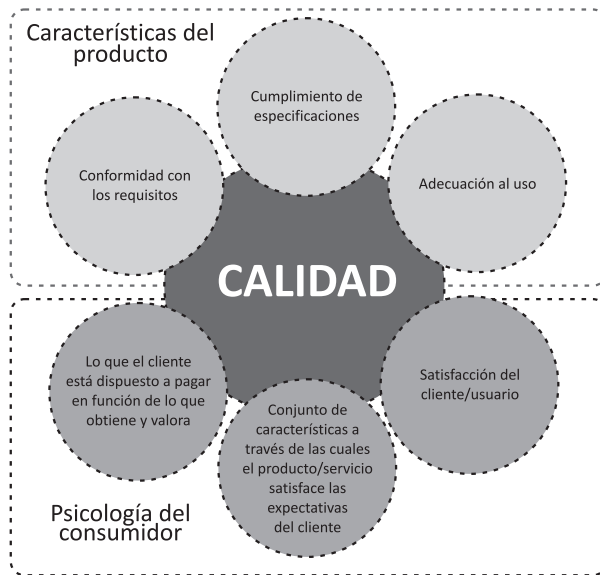 Características del
producto
Cumplimiento de
especificaciones
Conformidad con
los requisitos
Adecuación al uso
CALIDAD
Lo que el cliente
está dispuesto a pagar
en función de lo que
obtiene y valora
Satisfacción del
cliente/usuario
Conjunto de
características a
través de las cuales
el producto/servicio
satisface las
expectativas
del cliente
Psicología del
consumidor